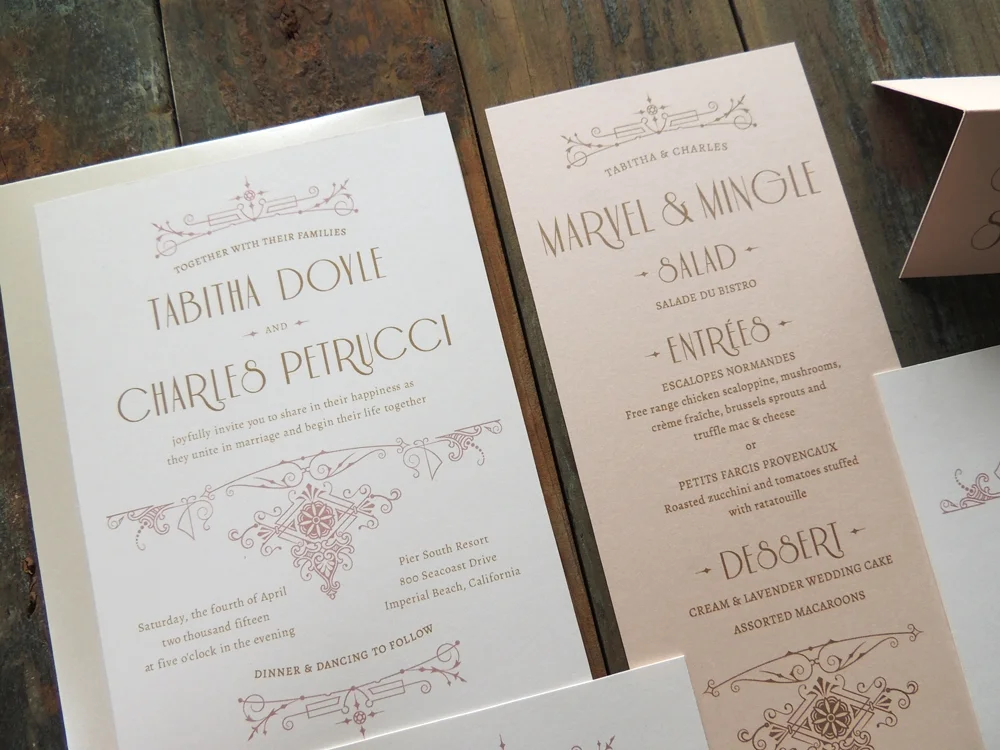 TOGETHER WITH THEIR FAMILIES
TABITHA DOYLE
AND
CHARLES PETRUCCI
joyfully invite you to share in their happiness as
they unite in marriage and begin their life together
Saturday, the fourth of April
two thousand fifteen
at five o'clock in the evening
Pier South Resort
800 Seacoast Drive
Imperial Beach, California
DINNER & DANCING TO FOLLOW
TABITHA & CHARLES
MARVEL & MINGLE
SALAD
SALADE DU BISTRO
ENTRÉES
ESCALOPES NORMANDES
Free range chicken scaloppine, mushrooms,
crème fraîche, brussels sprouts and
truffle mac & cheese
or
PETITS FARCIS PROVENCAUX
Roasted zucchini and tomatoes stuffed
with ratatouille
DESSERT
CREAM & LAVENDER WEDDING CAKE
ASSORTED MACAROONS